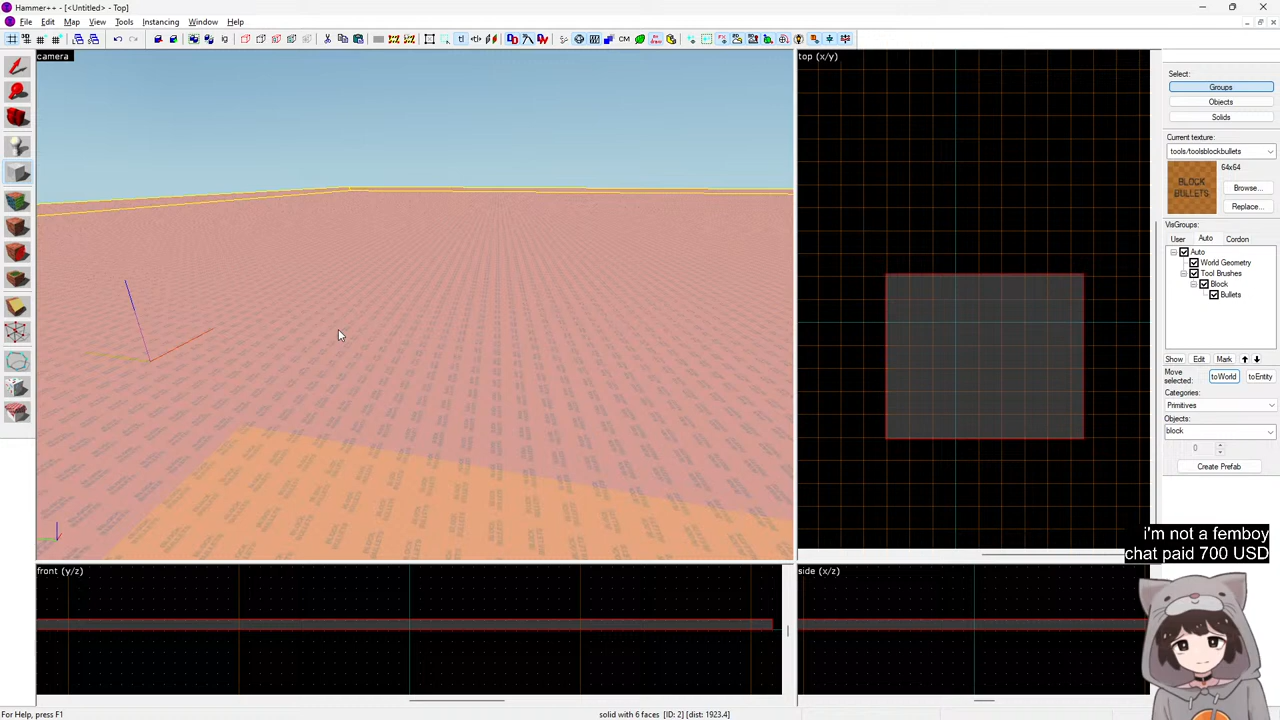 Hammer++ - [<Untitled> - Top]
File Edit Map View Tools Instancing Window Help
camera
top (x/y)
Select:
Groups
Objects
Solids
Current texture:
tools/toolsblockbullets
64x64
BLOCK
BULLETS
Browse...
Replace...
VisGroups:
User Auto Cordon
Auto
World Geometry
Tool Brushes
Block
Bullets
Show Edit Mark
Move
selected:
toWorld toEntity
Categories:
Primitives
Objects:
block
0
Create Prefab
i'm not a femboy
chat paid 700 USD
front (y/z)
side (x/z)
For Help, press F1
solid with 6 faces [ID: 2] [dist: 1923.4]